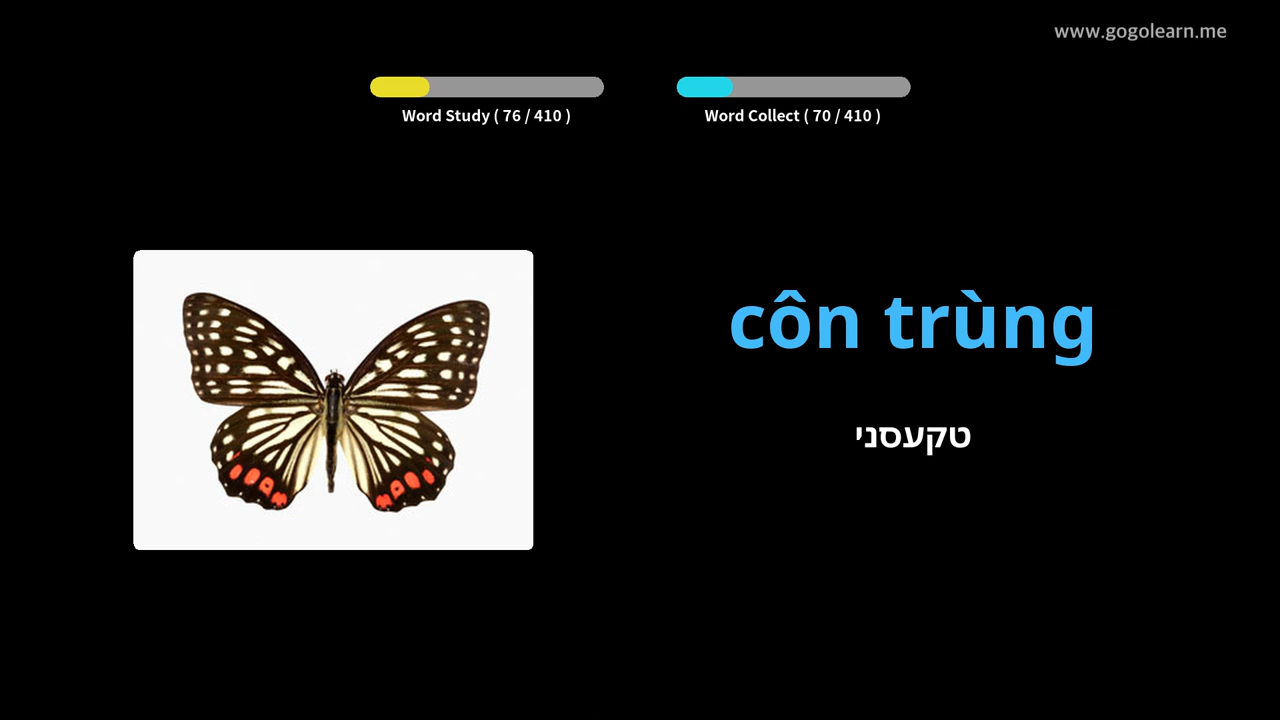 www.gogolearn.me
Word Study ( 76 / 410 )
Word Collect ( 70 / 410 )
côn trùng
טקעסני